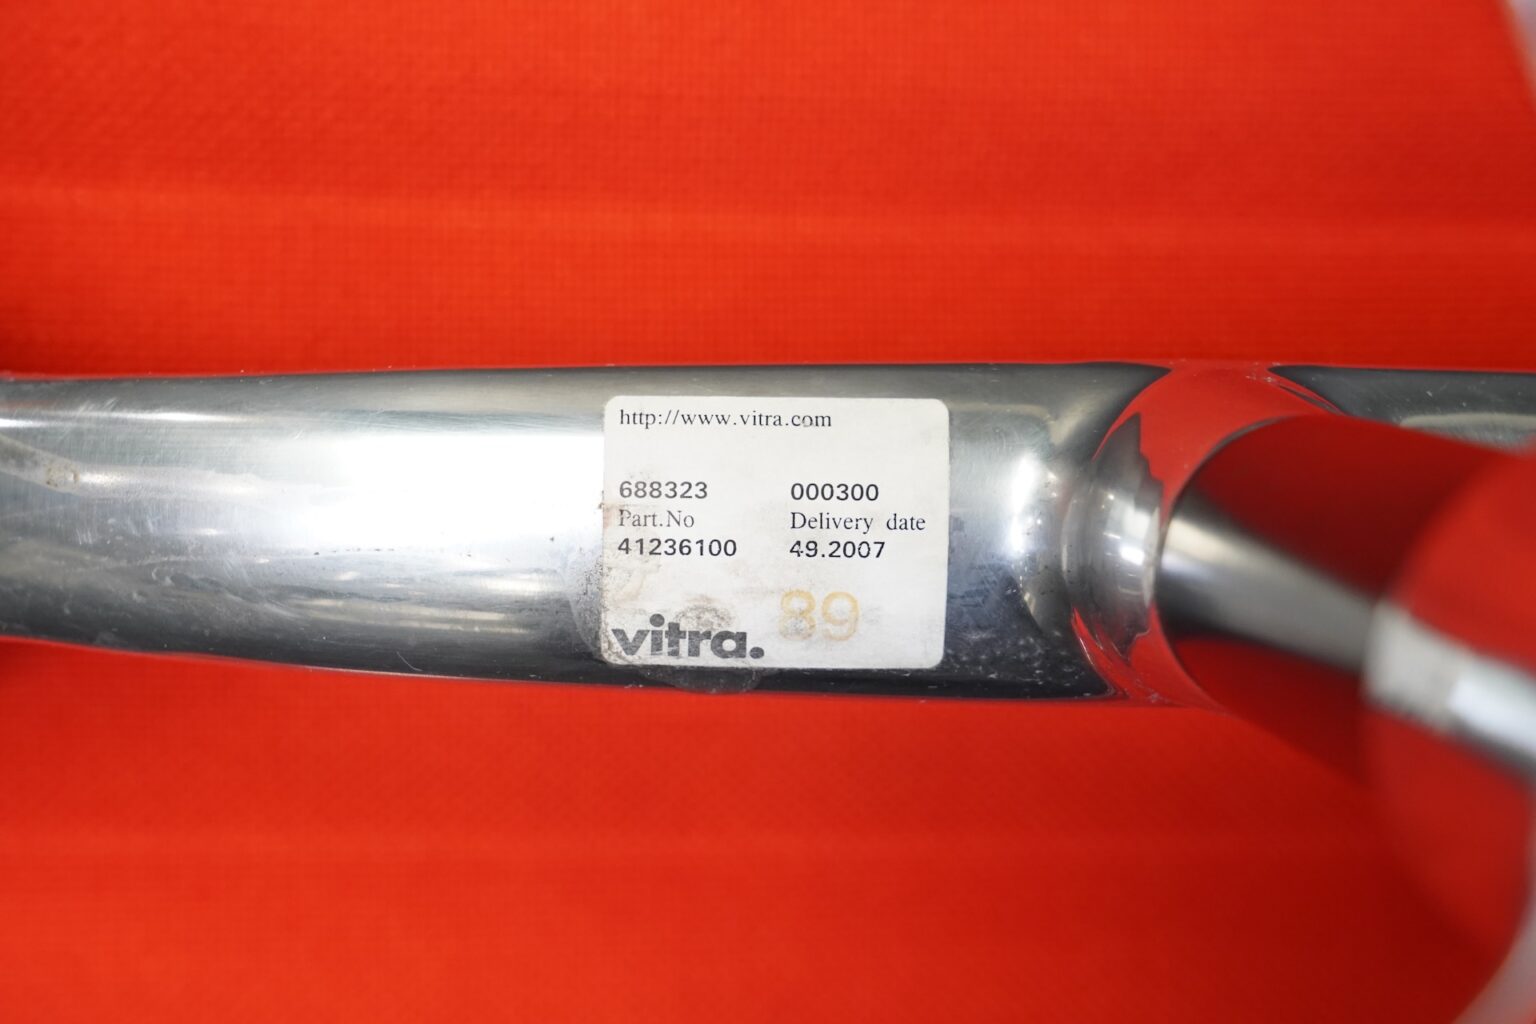 http://www.vitra.com
688323 000300
Part.No Delivery date
41236100 49.2007
89
vitra.